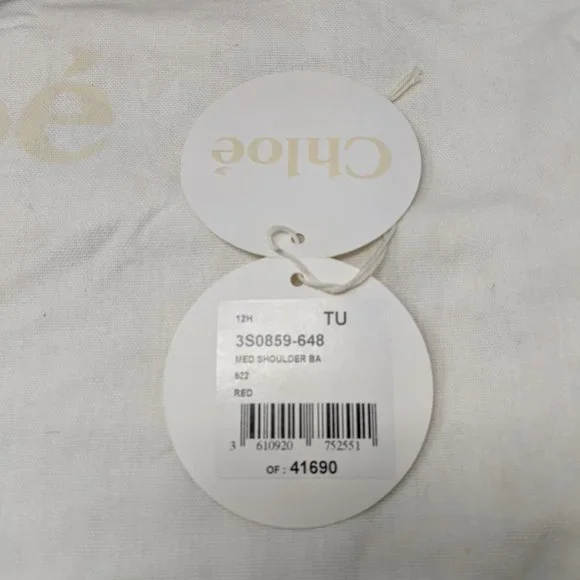 é
Chloé
12H TU
3S0859-648
MED SHOULDER BA
622
RED
3 610920 752551
OF : 41690